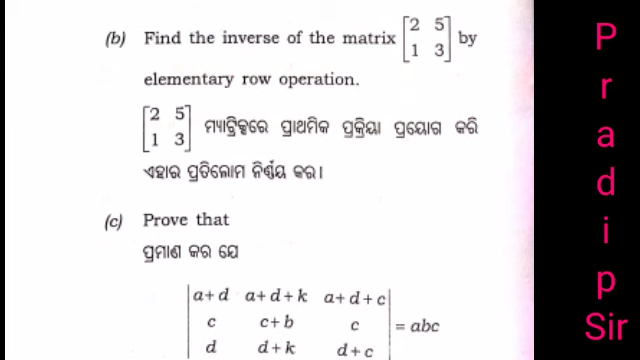 (b) Find the inverse of the matrix [2 5; 1 3] by
elementary row operation.
[2 5; 1 3] ମ୍ୟାଟ୍ରିକ୍ସରେ ପ୍ରାଥମିକ ପ୍ରକ୍ରିୟା ପ୍ରୟୋଗ କରି
ଏହାର ପ୍ରତିଲୋମ ନିର୍ଣ୍ଣୟ କର।
(c) Prove that
ପ୍ରମାଣ କର ଯେ
|a+d a+d+k a+d+c|
|c c+b c| = abc
|d d+k d+c|
P
r
a
d
i
p
Sir